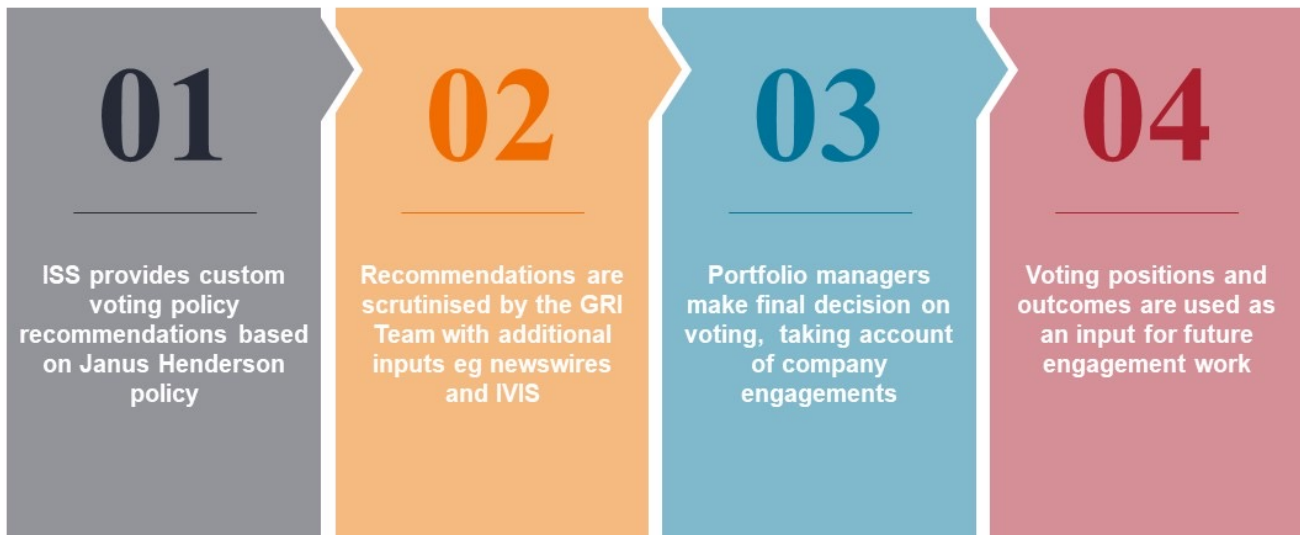 01
ISS provides custom
voting policy
recommendations based
on Janus Henderson
policy
02
Recommendations are
scrutinised by the GRI
Team with additional
inputs eg newswires
and IVIS
03
Portfolio managers
make final decision on
voting, taking account
of company
engagements
04
Voting positions and
outcomes are used as
an input for future
engagement work